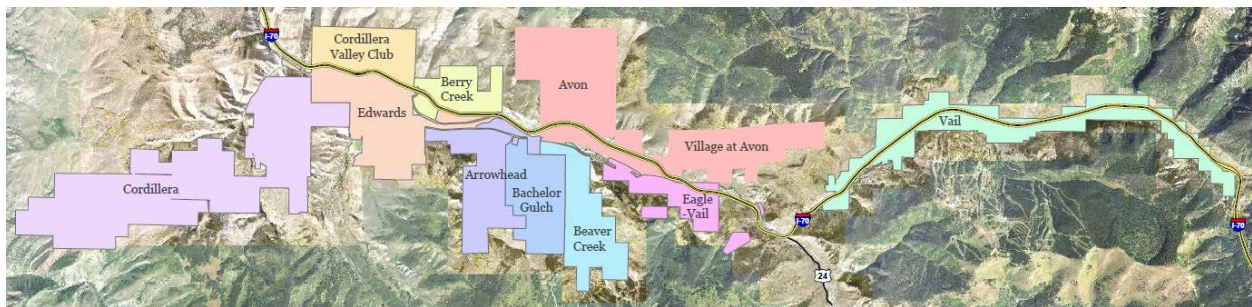 I-70
Cordillera
Valley Club
Berry
Creek
Avon
Edwards
Vail
Village at Avon
Cordillera
Arrowhead
Bachelor
Gulch
Eagle
-Vail
I-70
Beaver
Creek
I-70
24